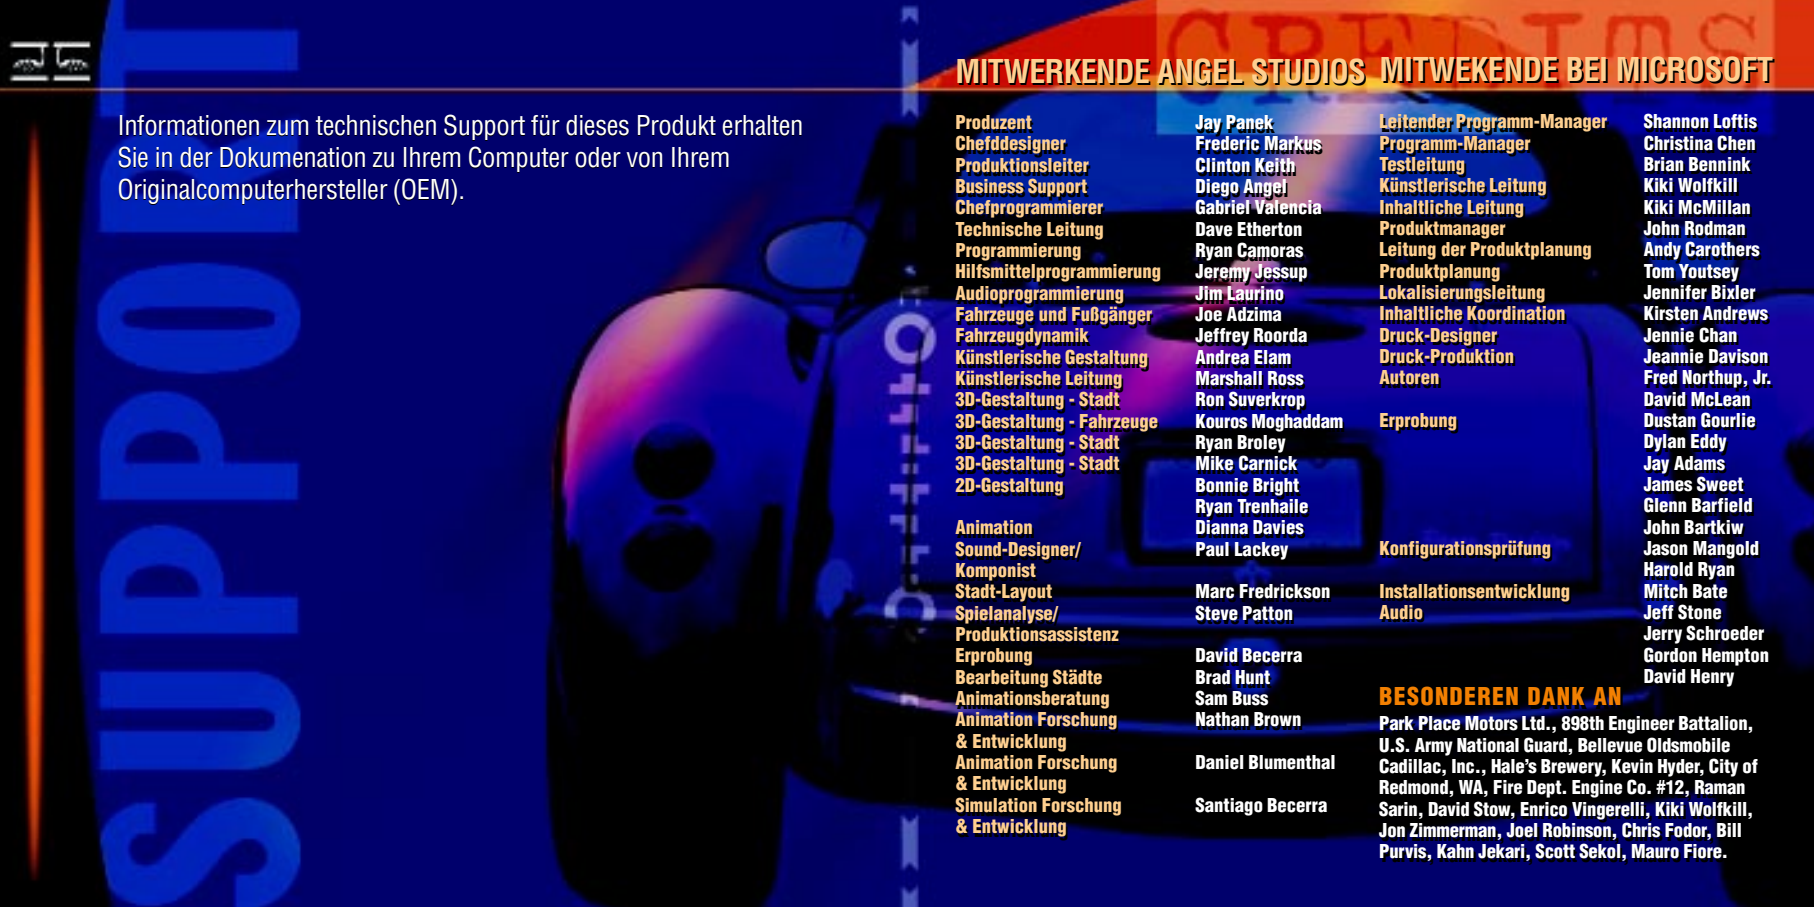 SUPPORT
Informationen zum technischen Support für dieses Produkt erhalten
Sie in der Dokumenation zu Ihrem Computer oder von Ihrem
Originalcomputerhersteller (OEM).
CREDITS
MITWERKENDE ANGEL STUDIOS
Produzent Jay Panek
Chefddesigner Frederic Markus
Produktionsleiter Clinton Keith
Business Support Diego Angel
Chefprogrammierer Gabriel Valencia
Technische Leitung Dave Etherton
Programmierung Ryan Camoras
Hilfsmittelprogrammierung Jeremy Jessup
Audioprogrammierung Jim Laurino
Fahrzeuge und Fußgänger Joe Adzima
Fahrzeugdynamik Jeffrey Roorda
Künstlerische Gestaltung Andrea Elam
Künstlerische Leitung Marshall Ross
3D-Gestaltung - Stadt Ron Suverkrop
3D-Gestaltung - Fahrzeuge Kouros Moghaddam
3D-Gestaltung - Stadt Ryan Broley
3D-Gestaltung - Stadt Mike Carnick
2D-Gestaltung Bonnie Bright
Ryan Trenhaile
Animation Dianna Davies
Sound-Designer/ Paul Lackey
Komponist
Stadt-Layout Marc Fredrickson
Spielanalyse/ Steve Patton
Produktionsassistenz
Erprobung David Becerra
Bearbeitung Städte Brad Hunt
Animationsberatung Sam Buss
Animation Forschung Nathan Brown
& Entwicklung
Animation Forschung Daniel Blumenthal
& Entwicklung
Simulation Forschung Santiago Becerra
& Entwicklung
MITWEKENDE BEI MICROSOFT
Leitender Programm-Manager Shannon Loftis
Programm-Manager Christina Chen
Testleitung Brian Bennink
Künstlerische Leitung Kiki Wolfkill
Inhaltliche Leitung Kiki McMillan
Produktmanager John Rodman
Leitung der Produktplanung Andy Carothers
Produktplanung Tom Youtsey
Lokalisierungsleitung Jennifer Bixler
Inhaltliche Koordination Kirsten Andrews
Druck-Designer Jennie Chan
Druck-Produktion Jeannie Davison
Autoren Fred Northup, Jr.
David McLean
Erprobung Dustan Gourlie
Dylan Eddy
Jay Adams
James Sweet
Glenn Barfield
John Bartkiw
Konfigurationsprüfung Jason Mangold
Harold Ryan
Installationsentwicklung Mitch Bate
Audio Jeff Stone
Jerry Schroeder
Gordon Hempton
David Henry
BESONDEREN DANK AN
Park Place Motors Ltd., 898th Engineer Battalion,
U.S. Army National Guard, Bellevue Oldsmobile
Cadillac, Inc., Hale's Brewery, Kevin Hyder, City of
Redmond, WA, Fire Dept. Engine Co. #12, Raman
Sarin, David Stow, Enrico Vingerelli, Kiki Wolfkill,
Jon Zimmerman, Joel Robinson, Chris Fodor, Bill
Purvis, Kahn Jekari, Scott Sekol, Mauro Fiore.